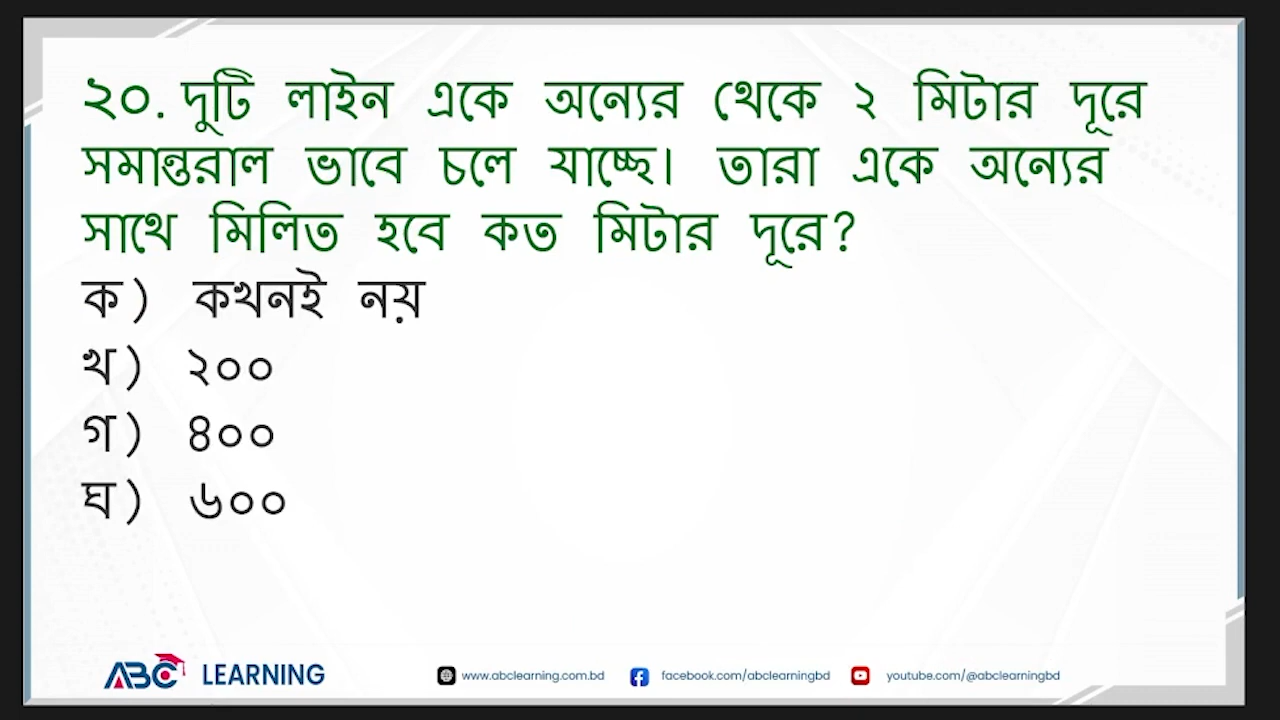 ২০. দুটি লাইন একে অন্যের থেকে ২ মিটার দূরে
সমান্তরাল ভাবে চলে যাচ্ছে। তারা একে অন্যের
সাথে মিলিত হবে কত মিটার দূরে?
ক) কখনই নয়
খ) ২০০
গ) ৪০০
ঘ) ৬০০
ABC LEARNING www.abclearning.com.bd facebook.com/abclearningbd youtube.com/@abclearningbd